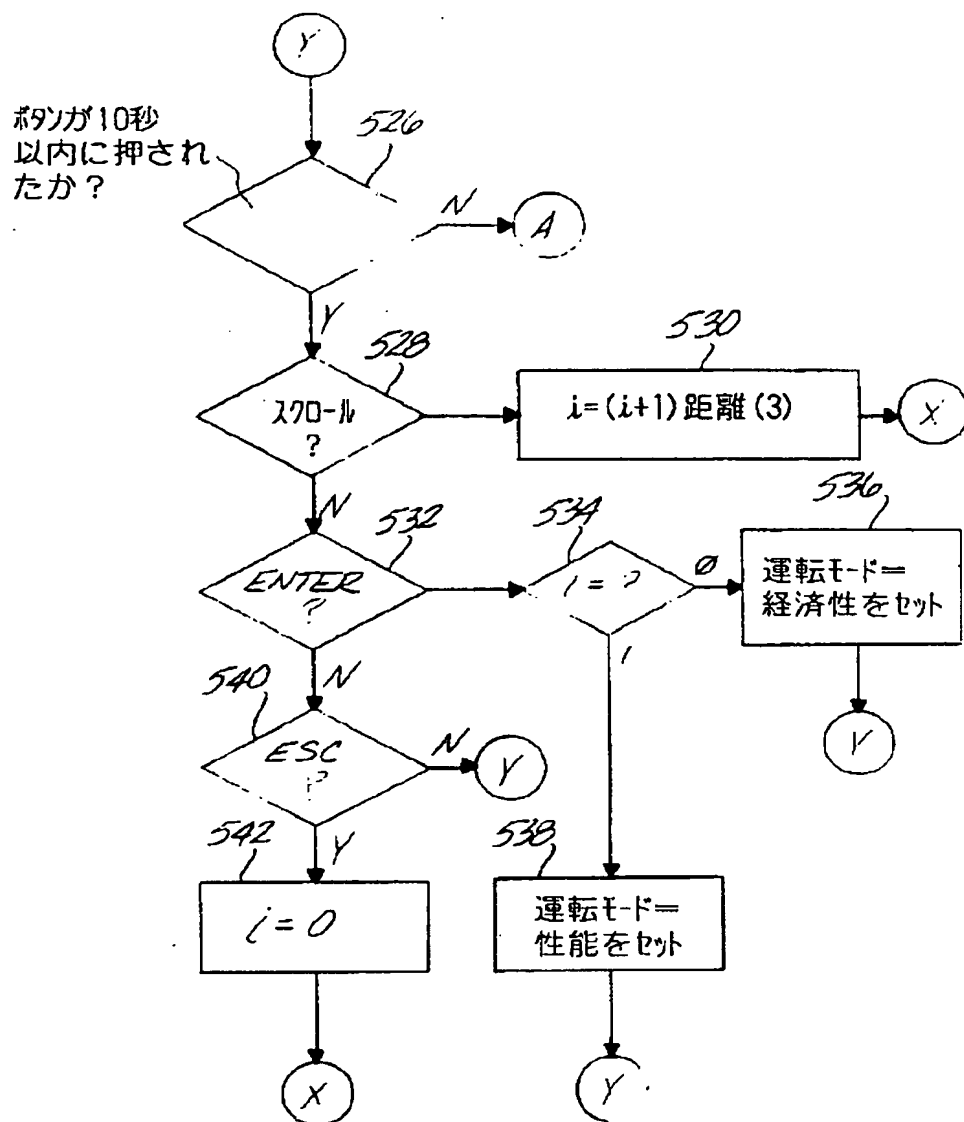 Y
ボタンが10秒
以内に押され
たか?
526
N
A
Y
528
スクロール
?
530
i=(i+1)距離(3)
X
N
532
ENTER
?
534
i=?
Ø
536
運転モード=
経済性をセット
Y
1
N
540
ESC
?
N
Y
Y
542
i=0
X
538
運転モード=
性能をセット
Y